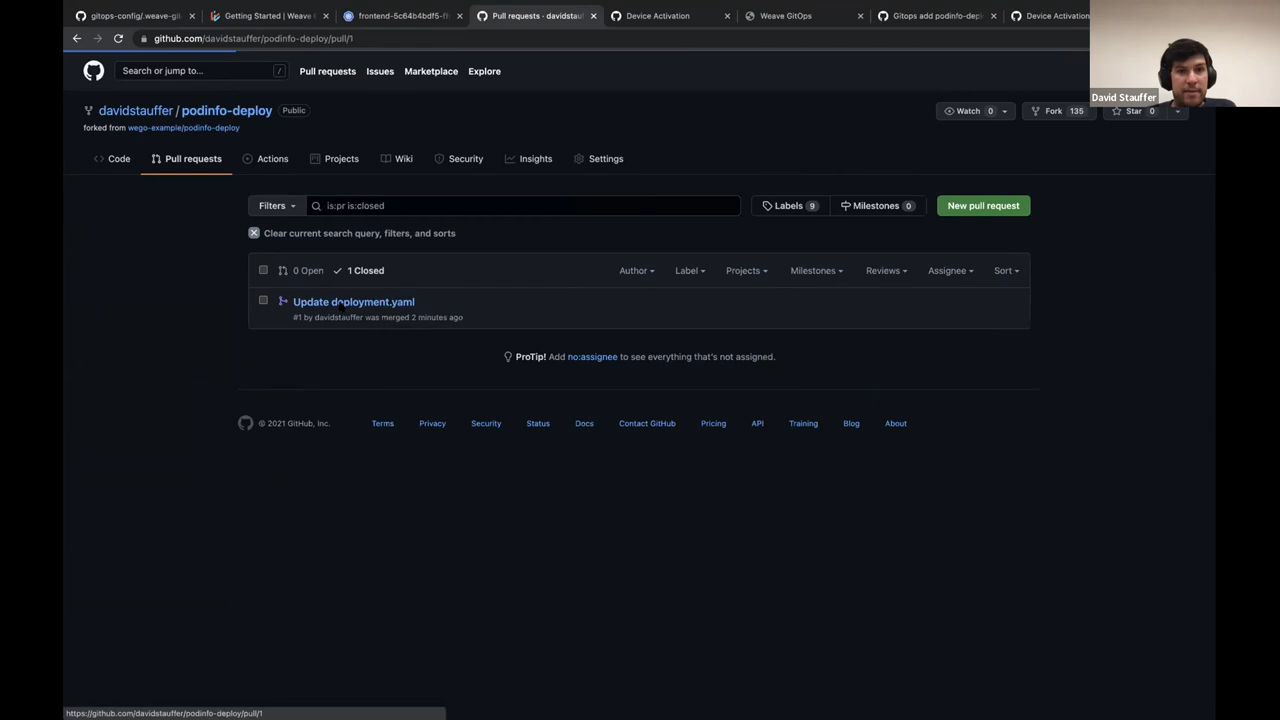 gitops-config/.weave-git
Getting Started | Weave G
frontend-5c64b4bdf5-f
Pull requests · davidstauff
Device Activation
Weave GitOps
Gitops add podinfo-dep
Device Activation
github.com/davidstauffer/podinfo-deploy/pull/1
David Stauffer
Search or jump to... /
Pull requests
Issues
Marketplace
Explore
davidstauffer / podinfo-deploy Public
forked from wego-example/podinfo-deploy
Watch 0
Fork 135
Star 0
Code
Pull requests
Actions
Projects
Wiki
Security
Insights
Settings
Filters
is:pr is:closed
Labels 9
Milestones 0
New pull request
Clear current search query, filters, and sorts
0 Open
1 Closed
Author
Label
Projects
Milestones
Reviews
Assignee
Sort
Update deployment.yaml
#1 by davidstauffer was merged 2 minutes ago
ProTip! Add no:assignee to see everything that's not assigned.
© 2021 GitHub, Inc.
Terms
Privacy
Security
Status
Docs
Contact GitHub
Pricing
API
Training
Blog
About
https://github.com/davidstauffer/podinfo-deploy/pull/1